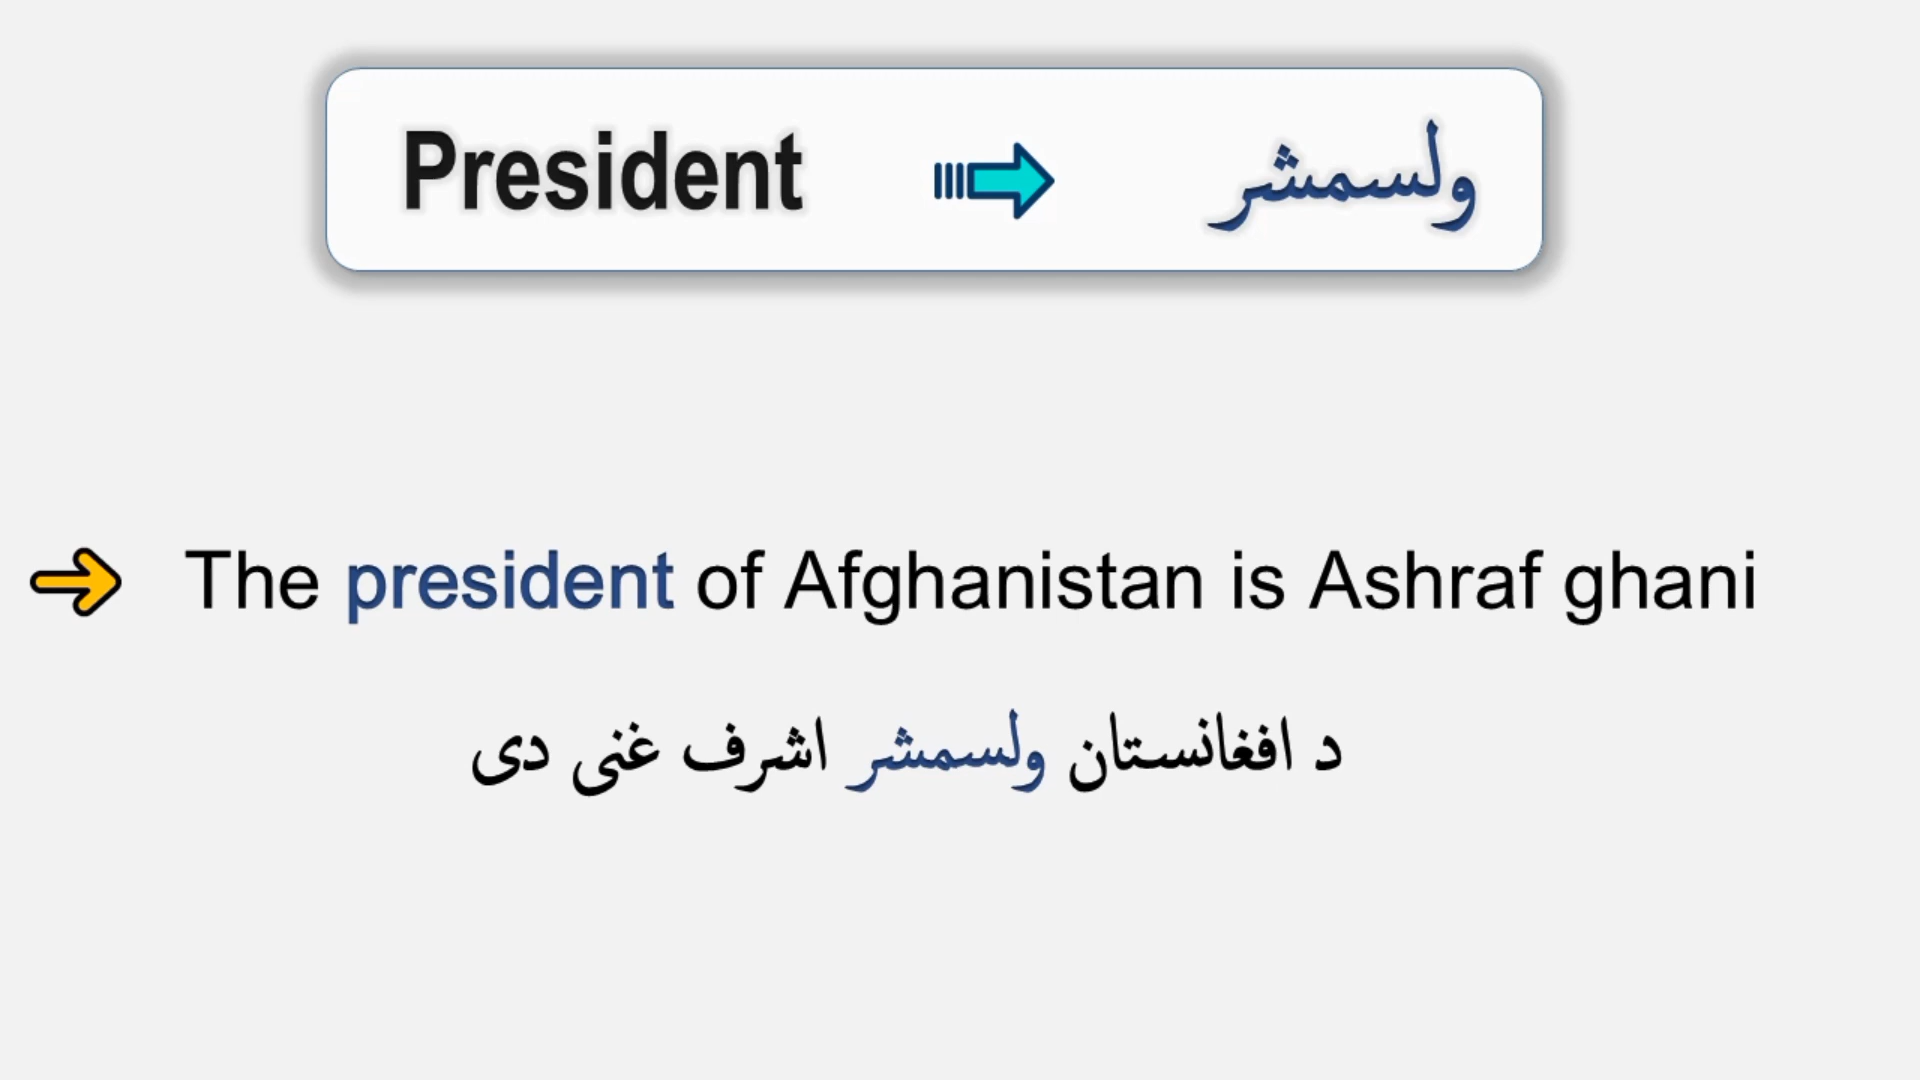 President ولسمشر
The president of Afghanistan is Ashraf ghani
د افغانستان ولسمشر اشرف غنی دی